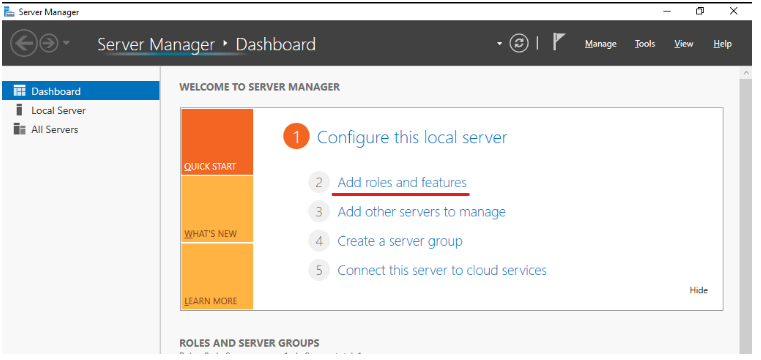 Server Manager
Server Manager ‣ Dashboard
Manage Tools View Help
Dashboard
Local Server
All Servers
WELCOME TO SERVER MANAGER
QUICK START
WHAT'S NEW
LEARN MORE
1 Configure this local server
2 Add roles and features
3 Add other servers to manage
4 Create a server group
5 Connect this server to cloud services
Hide
ROLES AND SERVER GROUPS